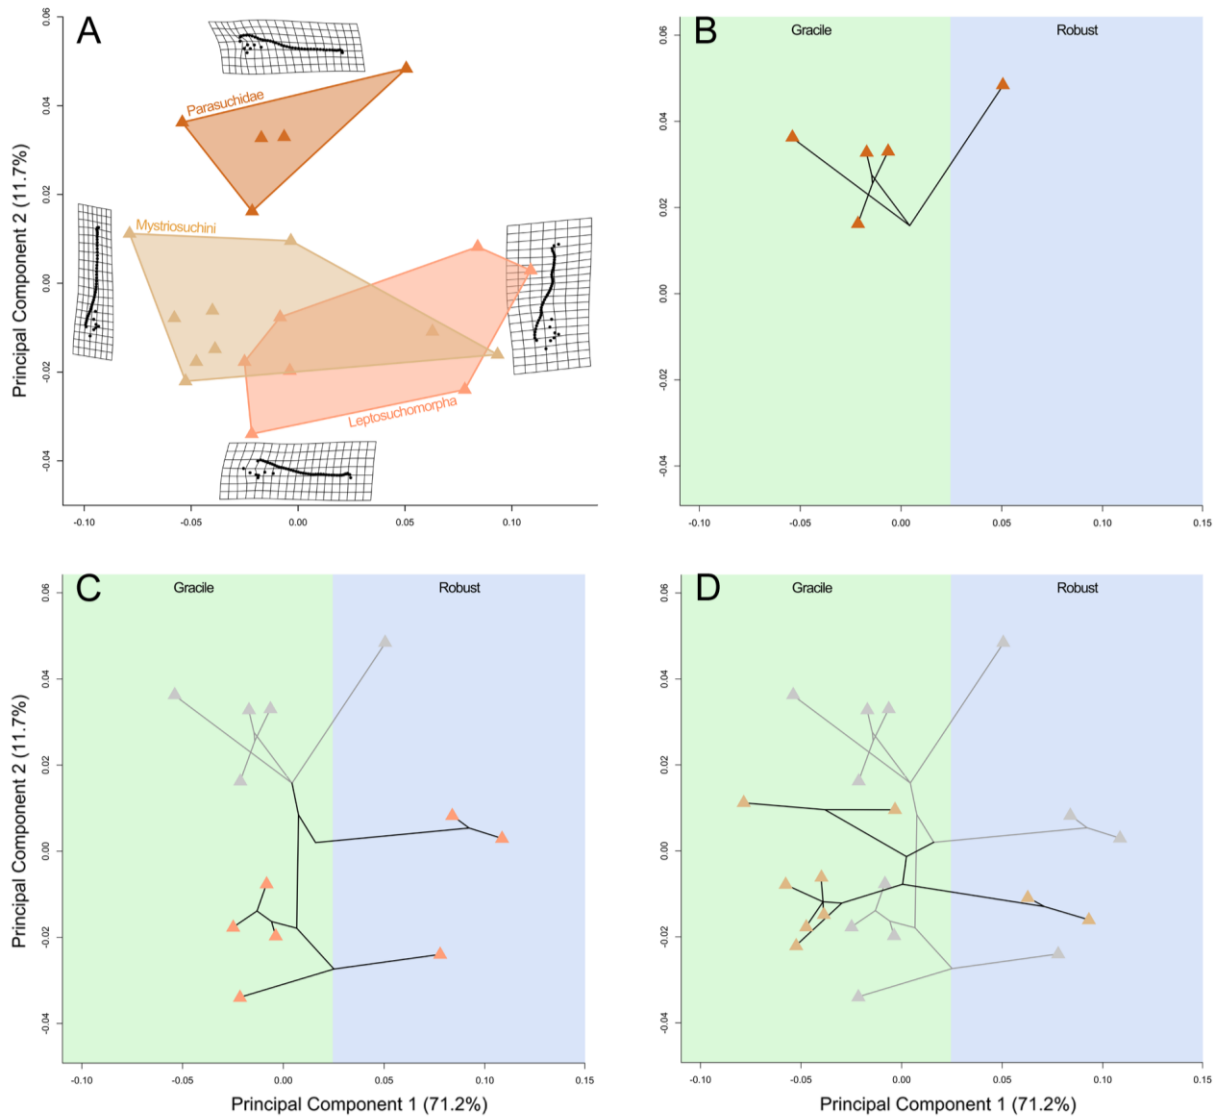 A
Parasuchidae
Mystriosuchini
Leptosuchomorpha
Principal Component 2 (11.7%)
0.06
0.04
0.02
0.00
-0.02
-0.04
-0.10
-0.05
0.00
0.05
0.10
B
Gracile
Robust
0.06
0.04
0.02
0.00
-0.02
-0.04
-0.10
-0.05
0.00
0.05
0.10
0.15
C
Gracile
Robust
Principal Component 2 (11.7%)
0.06
0.04
0.02
0.00
-0.02
-0.04
-0.10
-0.05
0.00
0.05
0.10
0.15
Principal Component 1 (71.2%)
D
Gracile
Robust
0.06
0.04
0.02
0.00
-0.02
-0.04
-0.10
-0.05
0.00
0.05
0.10
0.15
Principal Component 1 (71.2%)